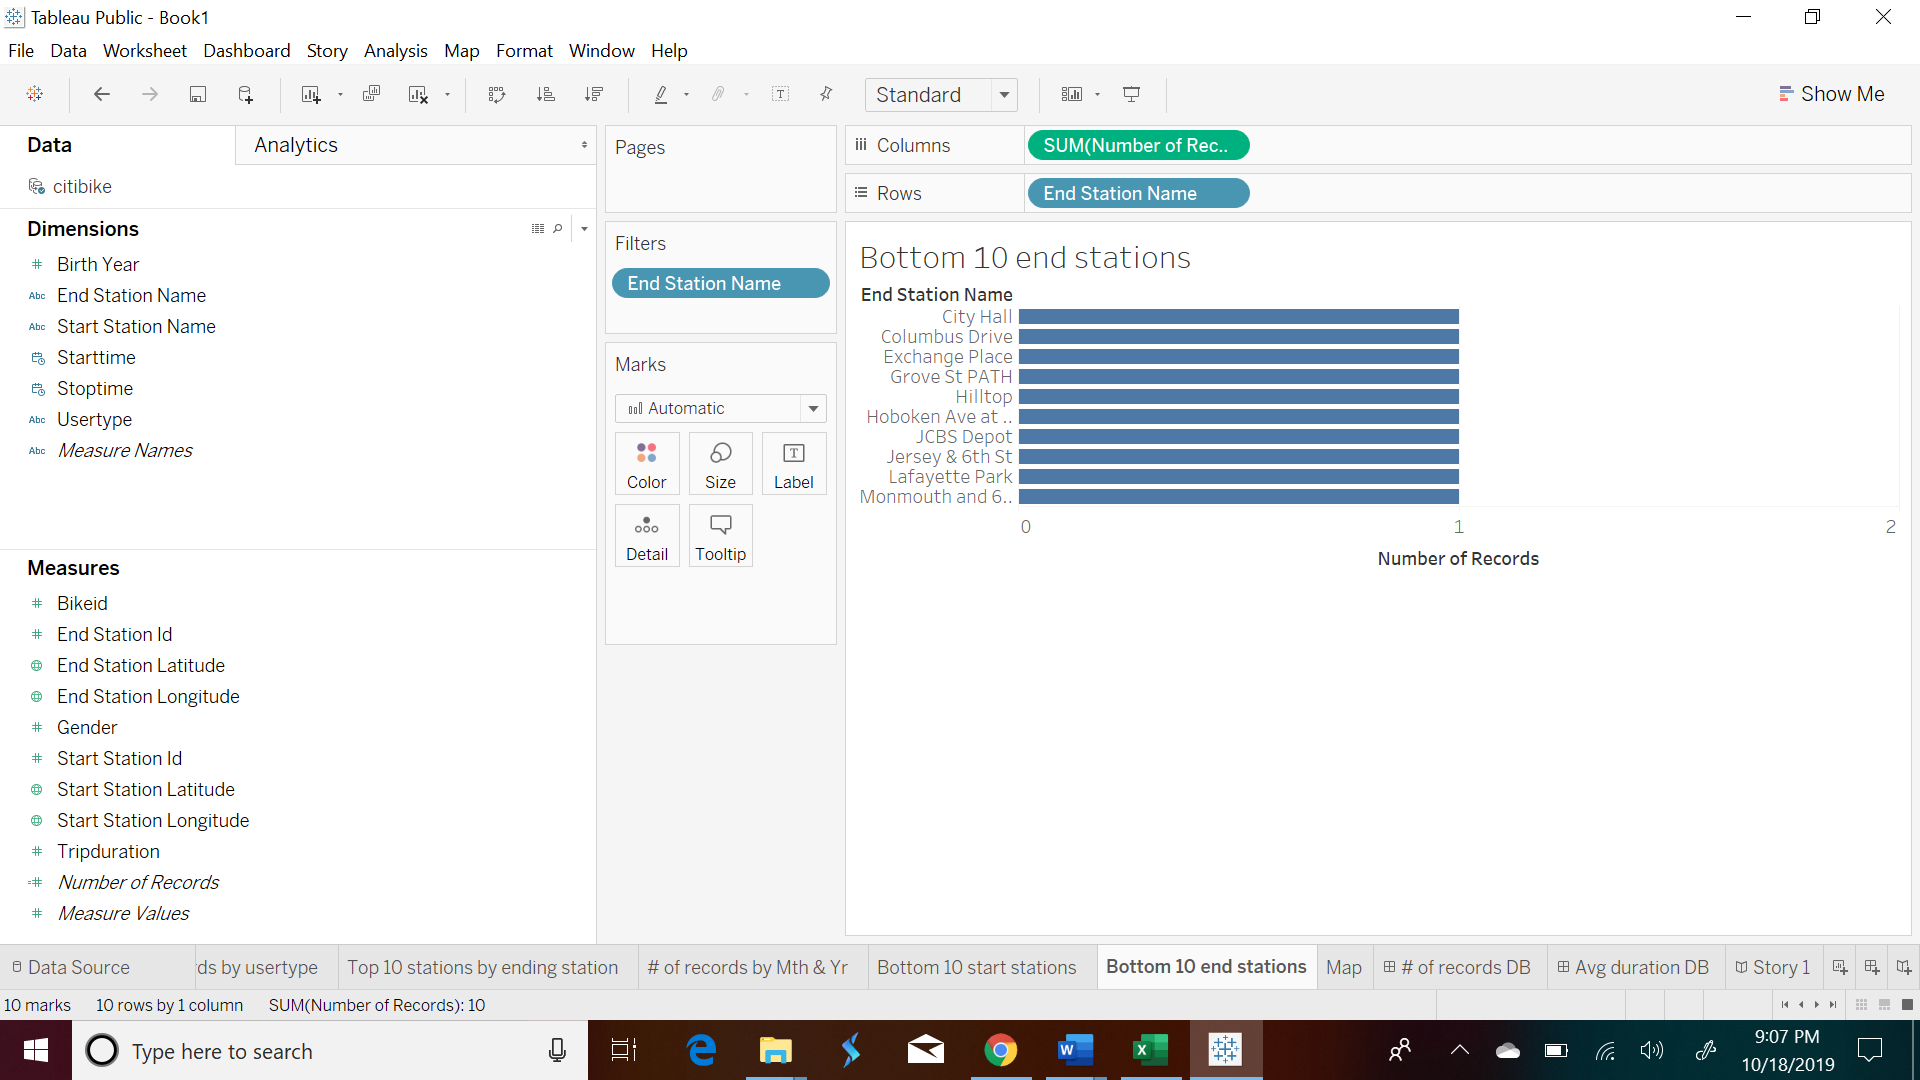 Tableau Public - Book1
File Data Worksheet Dashboard Story Analysis Map Format Window Help
Standard
Show Me
Data
Analytics
citibike
Dimensions
Birth Year
Abc End Station Name
Abc Start Station Name
Starttime
Stoptime
Abc Usertype
Abc Measure Names
Measures
Bikeid
End Station Id
End Station Latitude
End Station Longitude
Gender
Start Station Id
Start Station Latitude
Start Station Longitude
Tripduration
Number of Records
Measure Values
Pages
Filters
End Station Name
Marks
Automatic
Color Size Label
Detail Tooltip
Columns SUM(Number of Rec..
Rows End Station Name
Bottom 10 end stations
End Station Name
City Hall
Columbus Drive
Exchange Place
Grove St PATH
Hilltop
Hoboken Ave at ..
JCBS Depot
Jersey & 6th St
Lafayette Park
Monmouth and 6..
0 1 2
Number of Records
Data Source ds by usertype Top 10 stations by ending station # of records by Mth & Yr Bottom 10 start stations Bottom 10 end stations Map # of records DB Avg duration DB Story 1
10 marks 10 rows by 1 column SUM(Number of Records): 10
Type here to search
9:07 PM
10/18/2019